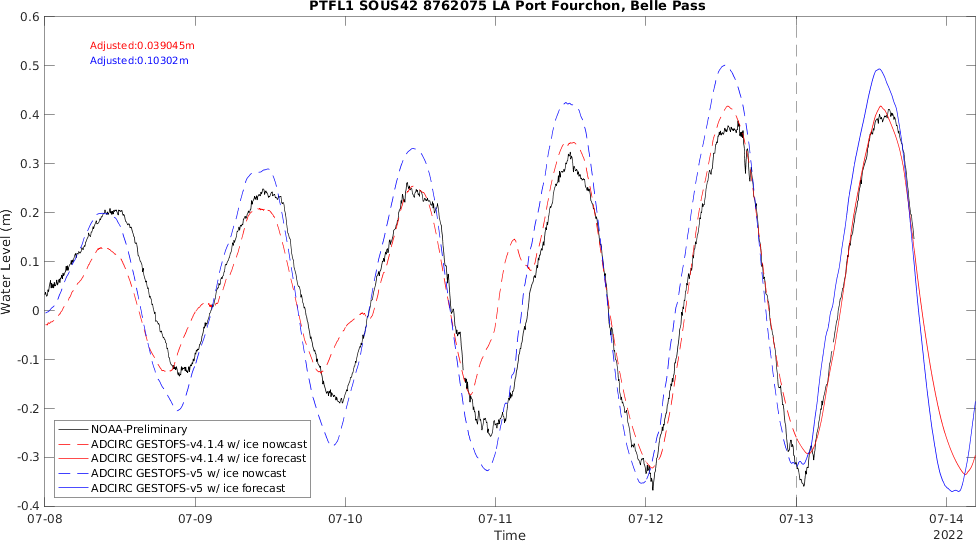 PTFL1 SOUS42 8762075 LA Port Fourchon, Belle Pass
Adjusted:0.039045m
Adjusted:0.10302m
Water Level (m)
0.6
0.5
0.4
0.3
0.2
0.1
0
-0.1
-0.2
-0.3
-0.4
NOAA-Preliminary
ADCIRC GESTOFS-v4.1.4 w/ ice nowcast
ADCIRC GESTOFS-v4.1.4 w/ ice forecast
ADCIRC GESTOFS-v5 w/ ice nowcast
ADCIRC GESTOFS-v5 w/ ice forecast
07-08 07-09 07-10 07-11 07-12 07-13 07-14
Time
2022